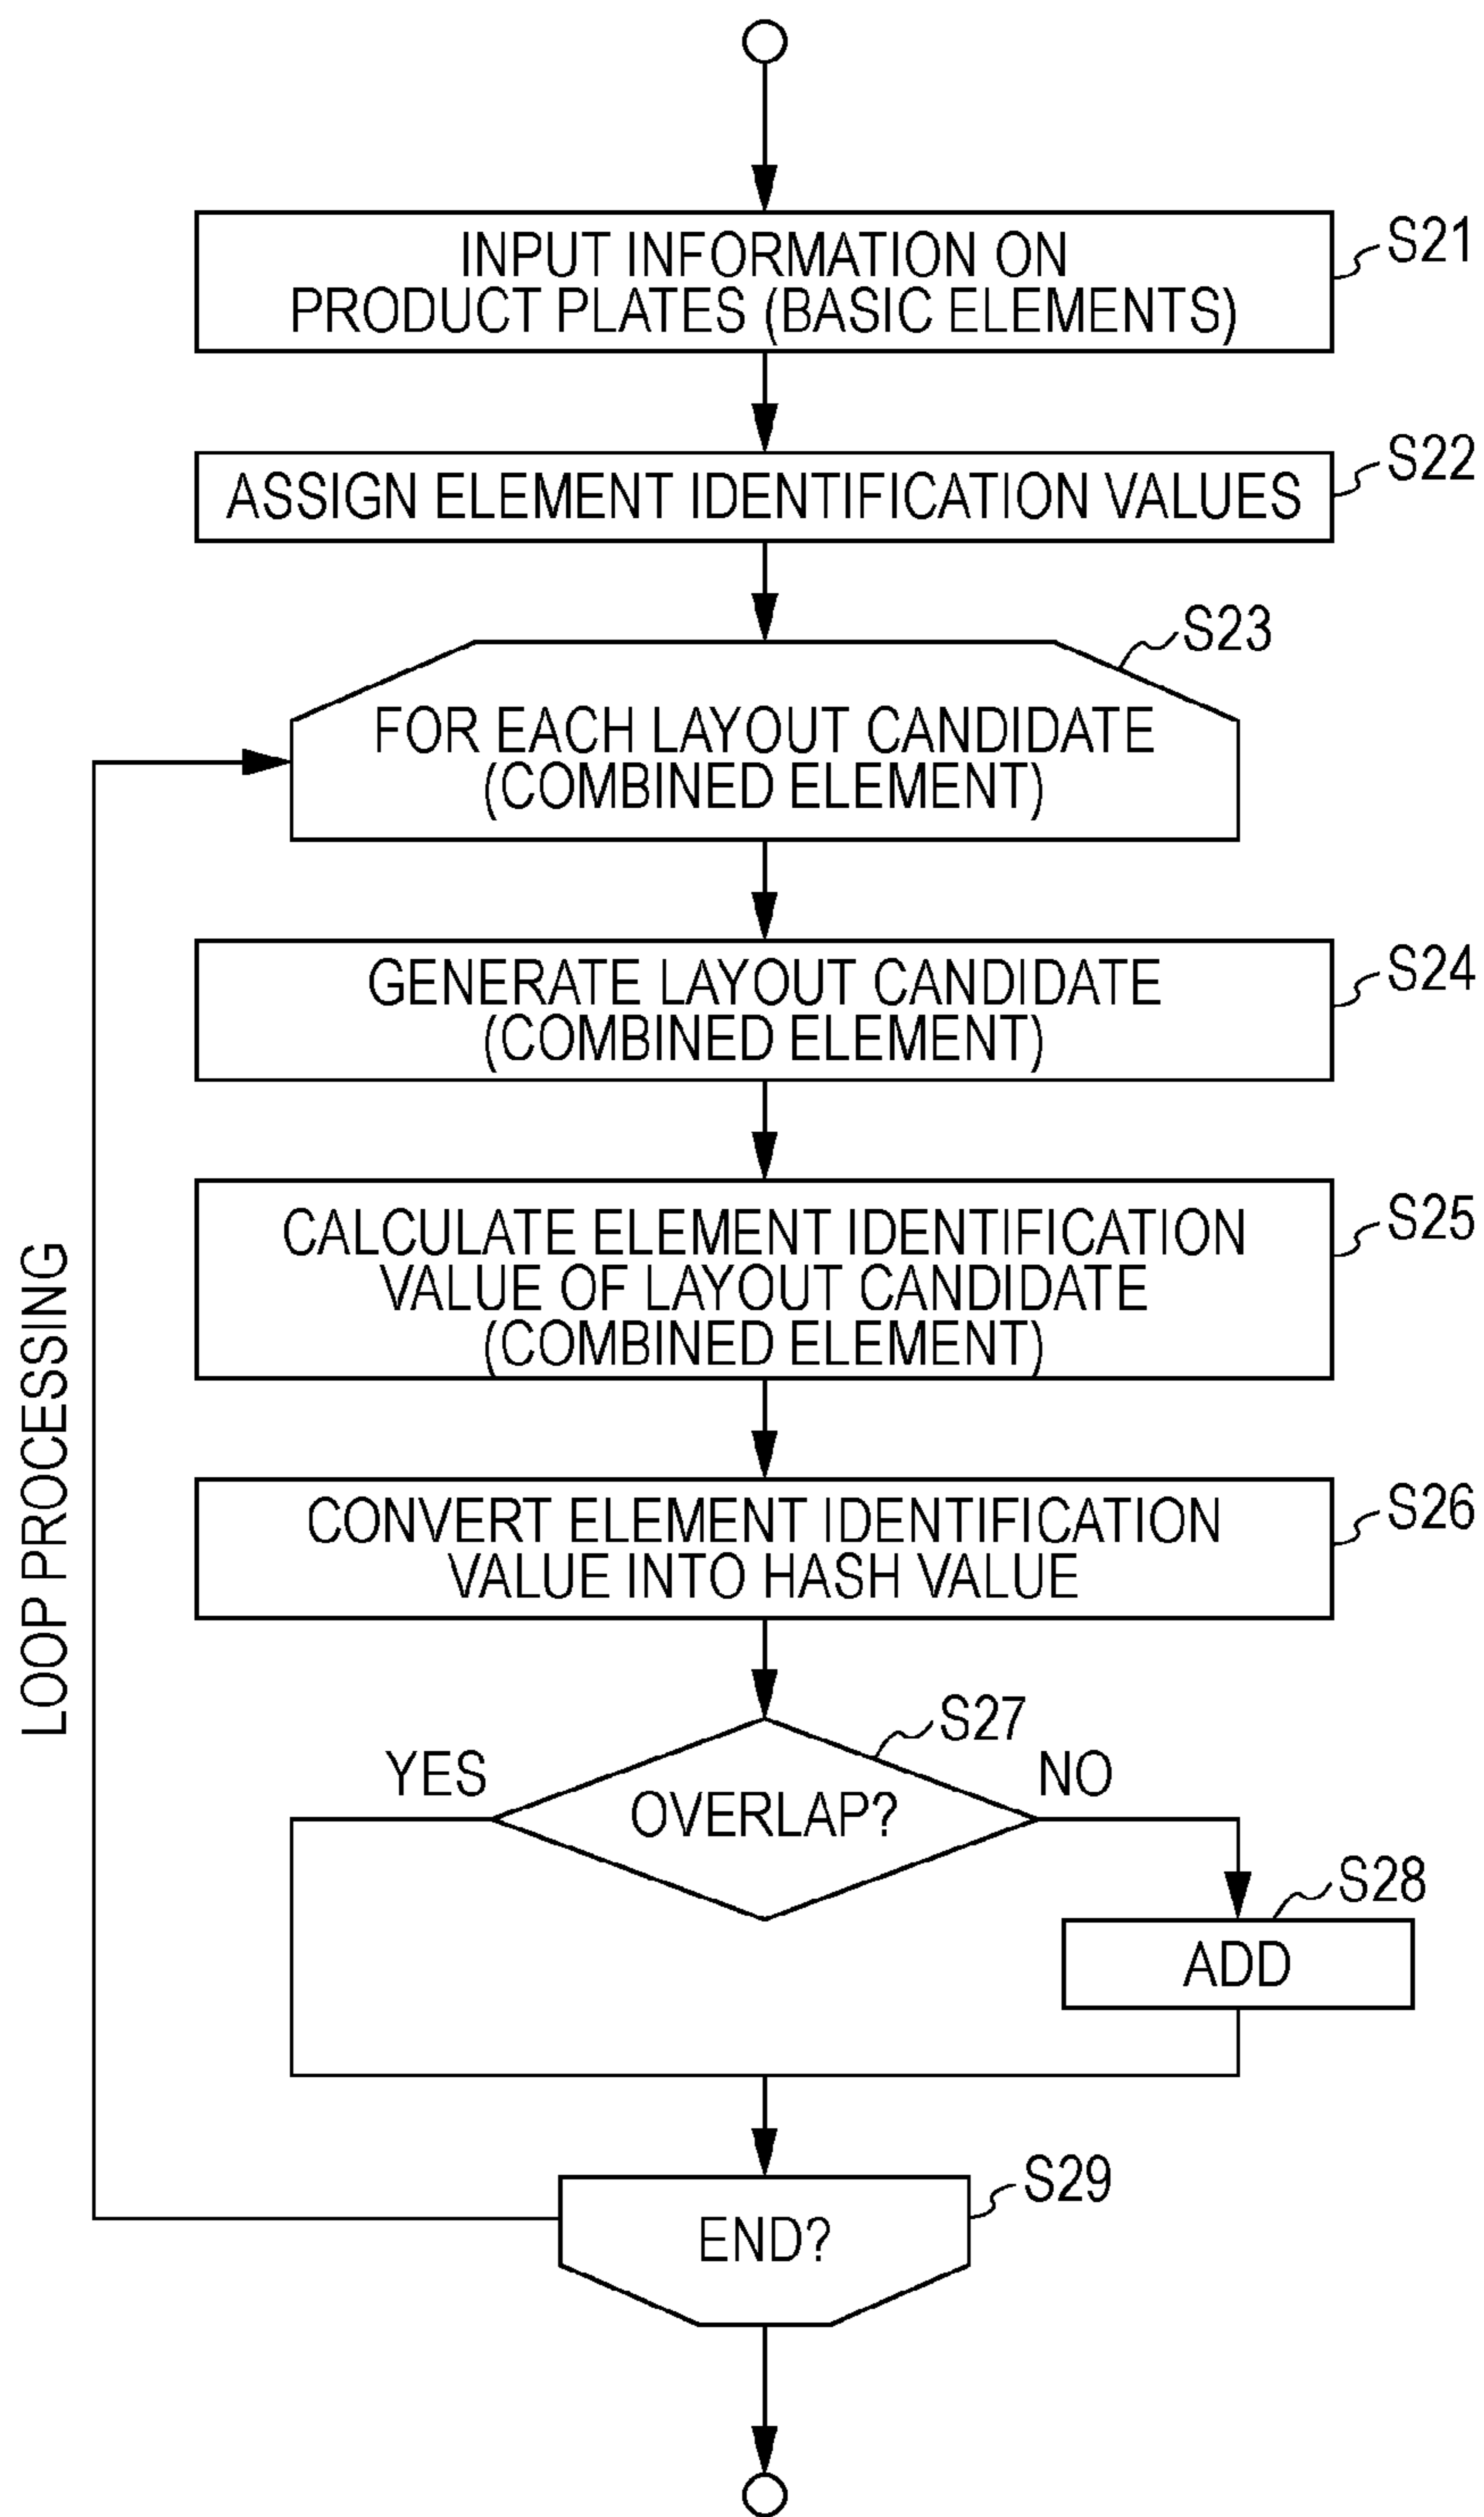 INPUT INFORMATION ON
PRODUCT PLATES (BASIC ELEMENTS)
S21
ASSIGN ELEMENT IDENTIFICATION VALUES
S22
S23
FOR EACH LAYOUT CANDIDATE
(COMBINED ELEMENT)
GENERATE LAYOUT CANDIDATE
(COMBINED ELEMENT)
S24
CALCULATE ELEMENT IDENTIFICATION
VALUE OF LAYOUT CANDIDATE
(COMBINED ELEMENT)
S25
LOOP PROCESSING
CONVERT ELEMENT IDENTIFICATION
VALUE INTO HASH VALUE
S26
S27
YES
OVERLAP?
NO
S28
ADD
S29
END?